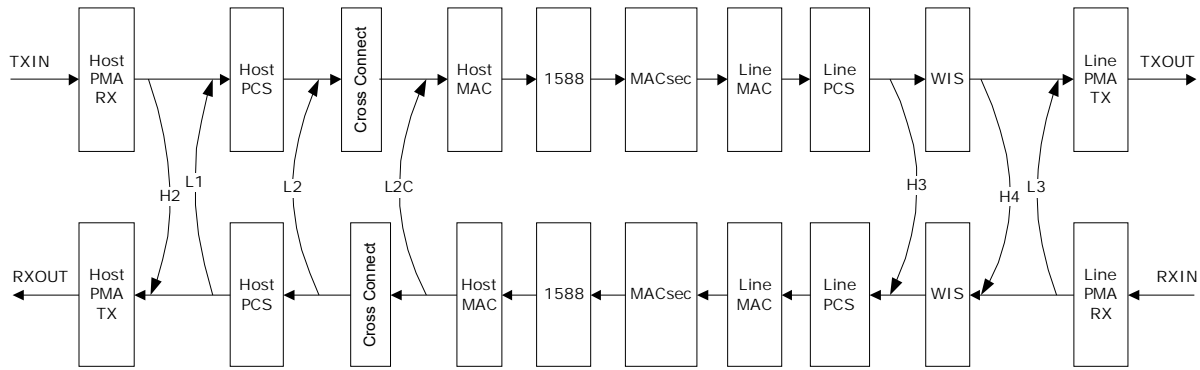 TXIN
Host
PMA
RX
Host
PCS
Cross Connect
Host
MAC
1588
MACsec
Line
MAC
Line
PCS
WIS
Line
PMA
TX
TXOUT
H2
L1
L2
L2C
H3
H4
L3
RXOUT
Host
PMA
TX
Host
PCS
Cross Connect
Host
MAC
1588
MACsec
Line
MAC
Line
PCS
WIS
Line
PMA
RX
RXIN